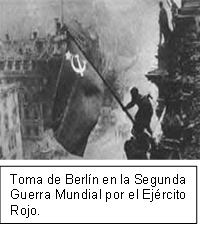 Toma de Berlín en la Segunda
Guerra Mundial por el Ejército
Rojo.